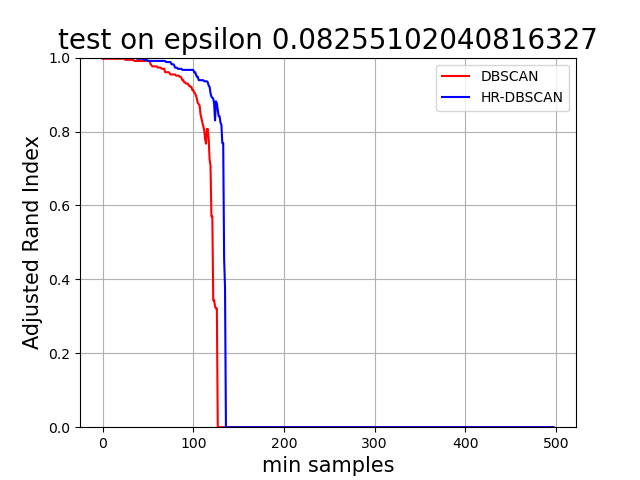 test on epsilon 0.08255102040816327
DBSCAN
HR-DBSCAN
Adjusted Rand Index
1.0
0.8
0.6
0.4
0.2
0.0
0 100 200 300 400 500
min samples